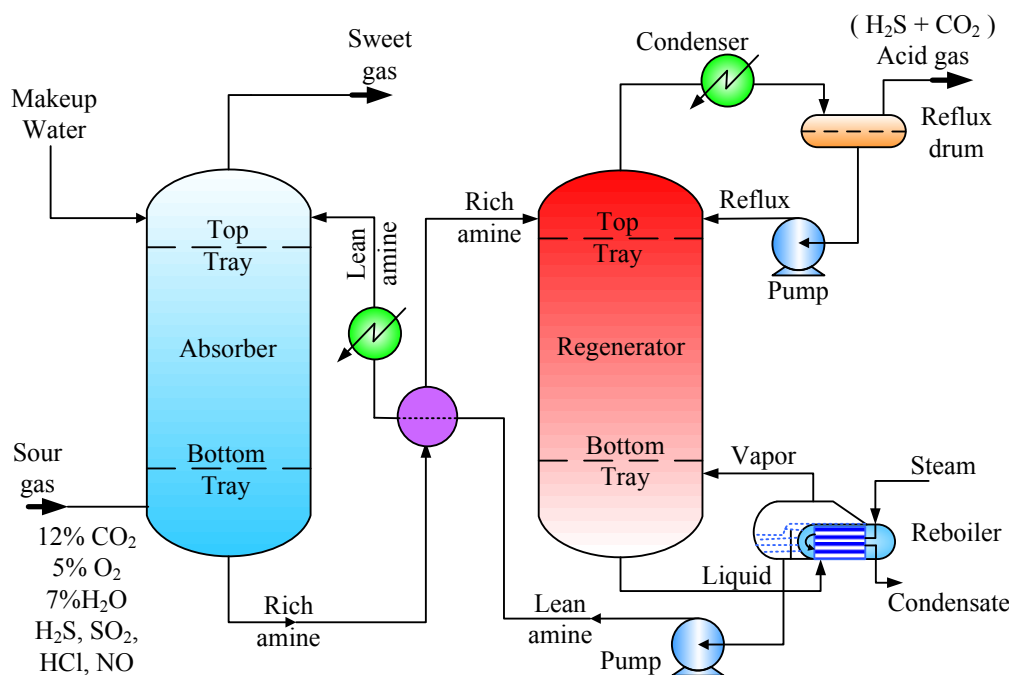 Sweet
gas
Condenser
( H₂S + CO₂ )
Acid gas
Makeup
Water
Reflux
drum
Rich
amine
Reflux
Pump
Top
Tray
Lean
amine
Top
Tray
Absorber
Regenerator
Sour
gas
Bottom
Tray
Bottom
Tray
Vapor
Steam
Reboiler
12% CO₂
5% O₂
7%H₂O
H₂S, SO₂,
HCl, NO
Liquid
Condensate
Rich
amine
Lean
amine
Pump